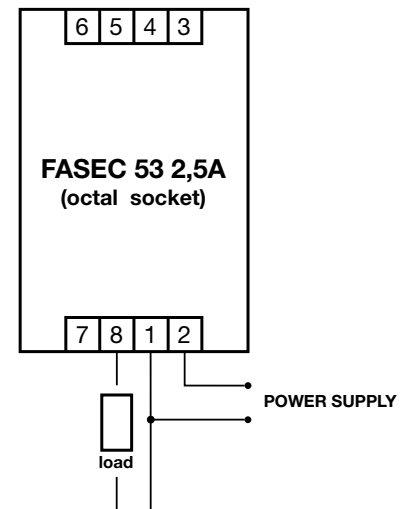 6 5 4 3
FASEC 53 2,5A
(octal socket)
7 8 1 2
POWER SUPPLY
load